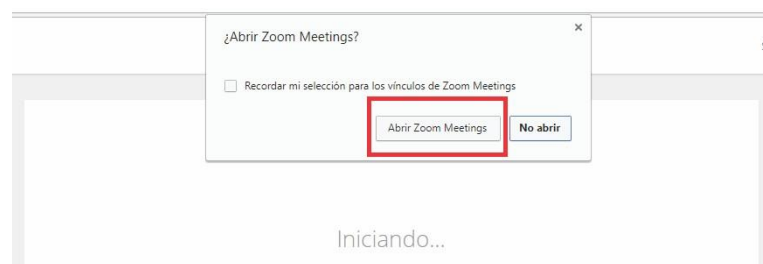 ¿Abrir Zoom Meetings?
Recordar mi selección para los vínculos de Zoom Meetings
Abrir Zoom Meetings No abrir
Iniciando...